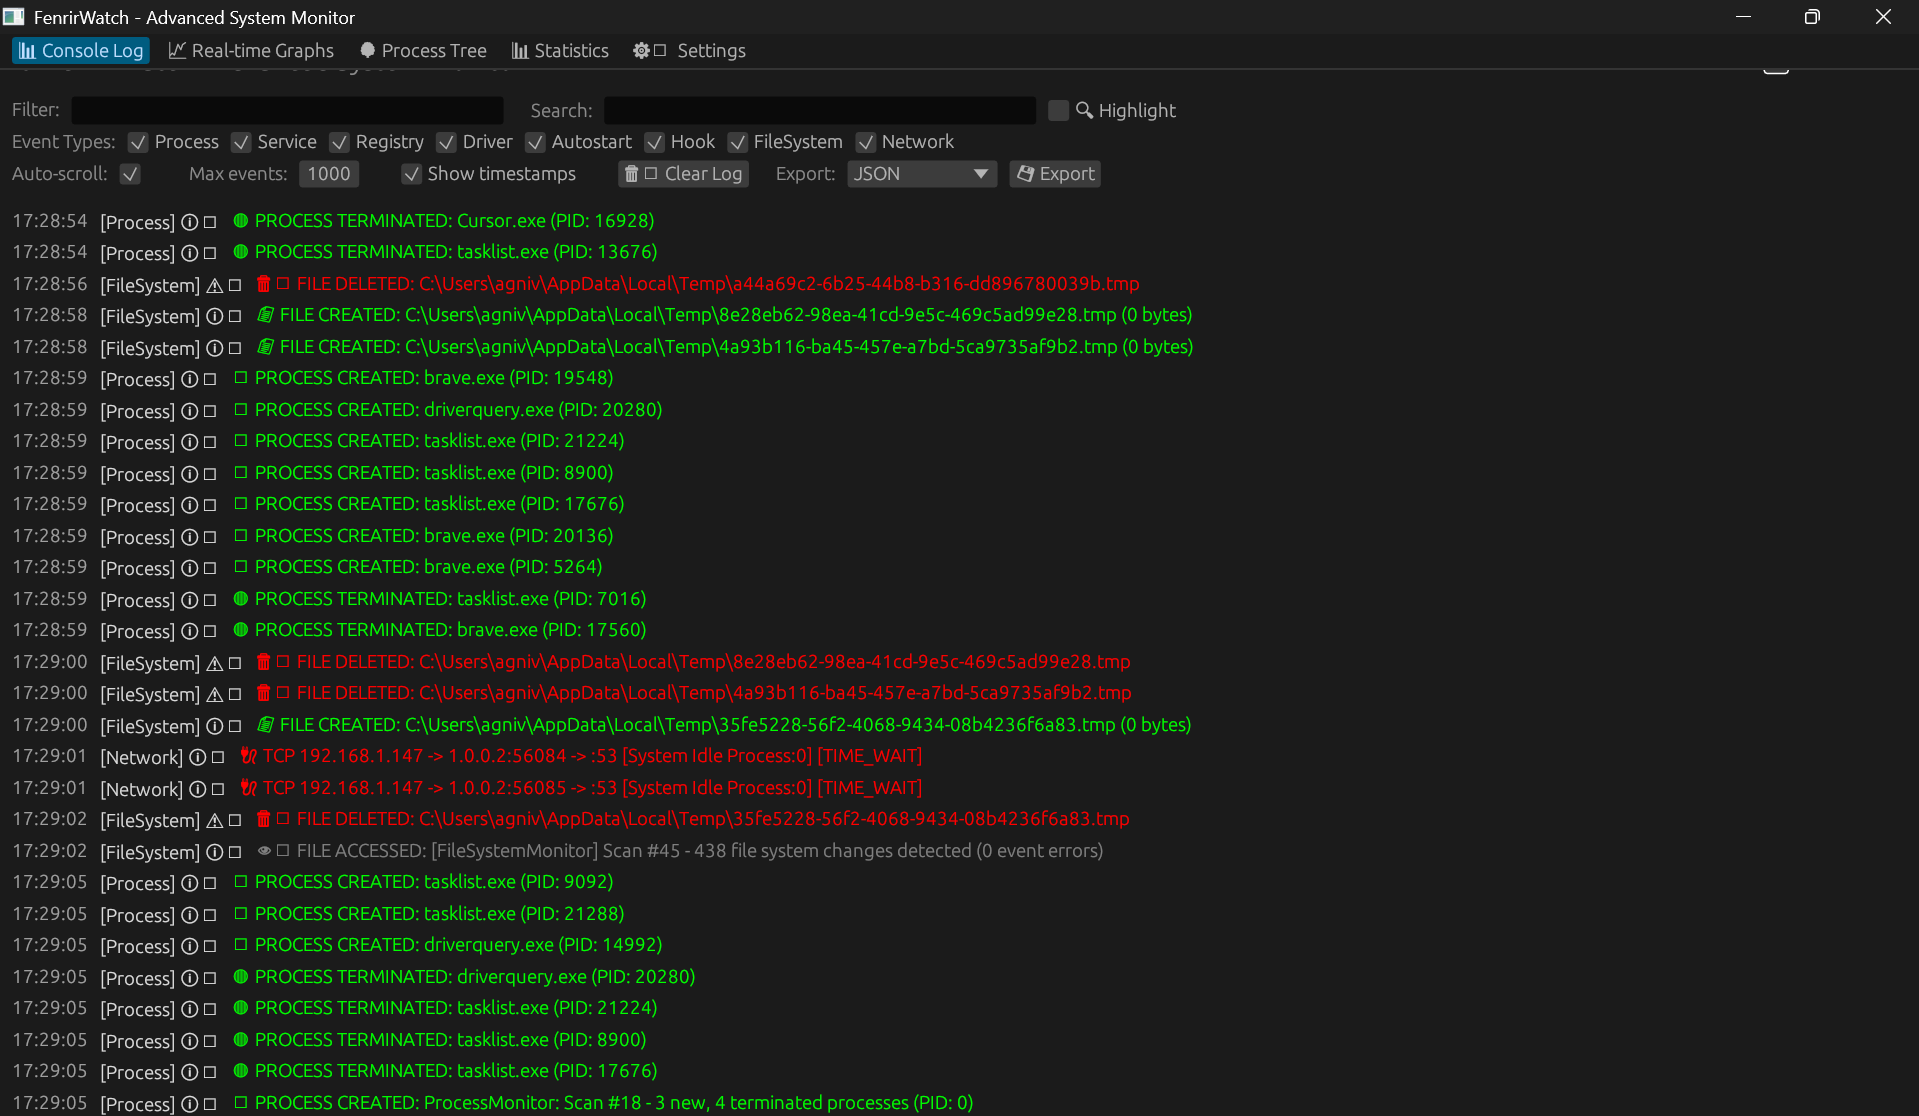 FenrirWatch - Advanced System Monitor
Console Log Real-time Graphs Process Tree Statistics Settings
Filter: Search: Highlight
Event Types: Process Service Registry Driver Autostart Hook FileSystem Network
Auto-scroll: Max events: 1000 Show timestamps Clear Log Export: JSON Export
17:28:54 [Process] PROCESS TERMINATED: Cursor.exe (PID: 16928)
17:28:54 [Process] PROCESS TERMINATED: tasklist.exe (PID: 13676)
17:28:56 [FileSystem] FILE DELETED: C:\Users\agniv\AppData\Local\Temp\a44a69c2-6b25-44b8-b316-dd896780039b.tmp
17:28:58 [FileSystem] FILE CREATED: C:\Users\agniv\AppData\Local\Temp\8e28eb62-98ea-41cd-9e5c-469c5ad99e28.tmp (0 bytes)
17:28:58 [FileSystem] FILE CREATED: C:\Users\agniv\AppData\Local\Temp\4a93b116-ba45-457e-a7bd-5ca9735af9b2.tmp (0 bytes)
17:28:59 [Process] PROCESS CREATED: brave.exe (PID: 19548)
17:28:59 [Process] PROCESS CREATED: driverquery.exe (PID: 20280)
17:28:59 [Process] PROCESS CREATED: tasklist.exe (PID: 21224)
17:28:59 [Process] PROCESS CREATED: tasklist.exe (PID: 8900)
17:28:59 [Process] PROCESS CREATED: tasklist.exe (PID: 17676)
17:28:59 [Process] PROCESS CREATED: brave.exe (PID: 20136)
17:28:59 [Process] PROCESS CREATED: brave.exe (PID: 5264)
17:28:59 [Process] PROCESS TERMINATED: tasklist.exe (PID: 7016)
17:28:59 [Process] PROCESS TERMINATED: brave.exe (PID: 17560)
17:29:00 [FileSystem] FILE DELETED: C:\Users\agniv\AppData\Local\Temp\8e28eb62-98ea-41cd-9e5c-469c5ad99e28.tmp
17:29:00 [FileSystem] FILE DELETED: C:\Users\agniv\AppData\Local\Temp\4a93b116-ba45-457e-a7bd-5ca9735af9b2.tmp
17:29:00 [FileSystem] FILE CREATED: C:\Users\agniv\AppData\Local\Temp\35fe5228-56f2-4068-9434-08b4236f6a83.tmp (0 bytes)
17:29:01 [Network] TCP 192.168.1.147 -> 1.0.0.2:56084 -> :53 [System Idle Process:0] [TIME_WAIT]
17:29:01 [Network] TCP 192.168.1.147 -> 1.0.0.2:56085 -> :53 [System Idle Process:0] [TIME_WAIT]
17:29:02 [FileSystem] FILE DELETED: C:\Users\agniv\AppData\Local\Temp\35fe5228-56f2-4068-9434-08b4236f6a83.tmp
17:29:02 [FileSystem] FILE ACCESSED: [FileSystemMonitor] Scan #45 - 438 file system changes detected (0 event errors)
17:29:05 [Process] PROCESS CREATED: tasklist.exe (PID: 9092)
17:29:05 [Process] PROCESS CREATED: tasklist.exe (PID: 21288)
17:29:05 [Process] PROCESS CREATED: driverquery.exe (PID: 14992)
17:29:05 [Process] PROCESS TERMINATED: driverquery.exe (PID: 20280)
17:29:05 [Process] PROCESS TERMINATED: tasklist.exe (PID: 21224)
17:29:05 [Process] PROCESS TERMINATED: tasklist.exe (PID: 8900)
17:29:05 [Process] PROCESS TERMINATED: tasklist.exe (PID: 17676)
17:29:05 [Process] PROCESS CREATED: ProcessMonitor: Scan #18 - 3 new, 4 terminated processes (PID: 0)